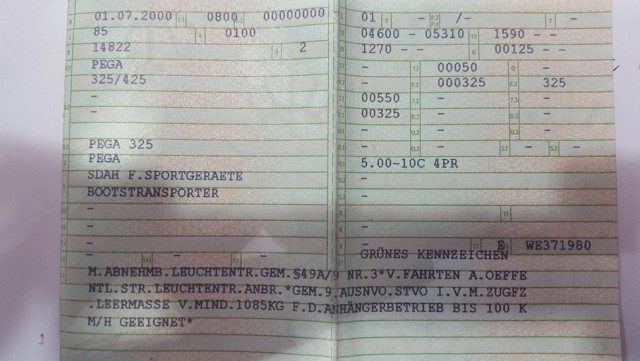 01.07.2000 0800 00000000 01 - -/-  -
85 0100 04600 - 05310 1590 - -
14822 2 1270 - - 00125 - -
PEGA - 00050 -
325/425 - 000325 325
- 00550 - -
- 00325 - -
- - -
PEGA 325 - - - -
PEGA 5.00-10C 4PR
SDAH F.SPORTGERAETE -
BOOTSTRANSPORTER -
- -
- -
- - E WE371980
- - GRÜNES KENNZEICHEN
M.ABNEHMB.LEUCHTENTR.GEM.§49A/9 NR.3*V.FAHRTEN A.OEFFE
NTL.STR.LEUCHTENTR.ANBR.*GEM.9.AUSNVO.STVO I.V.M.ZUGFZ
.LEERMASSE V.MIND.1085KG F.D.ANHÄNGERBETRIEB BIS 100 K
M/H GEEIGNET*